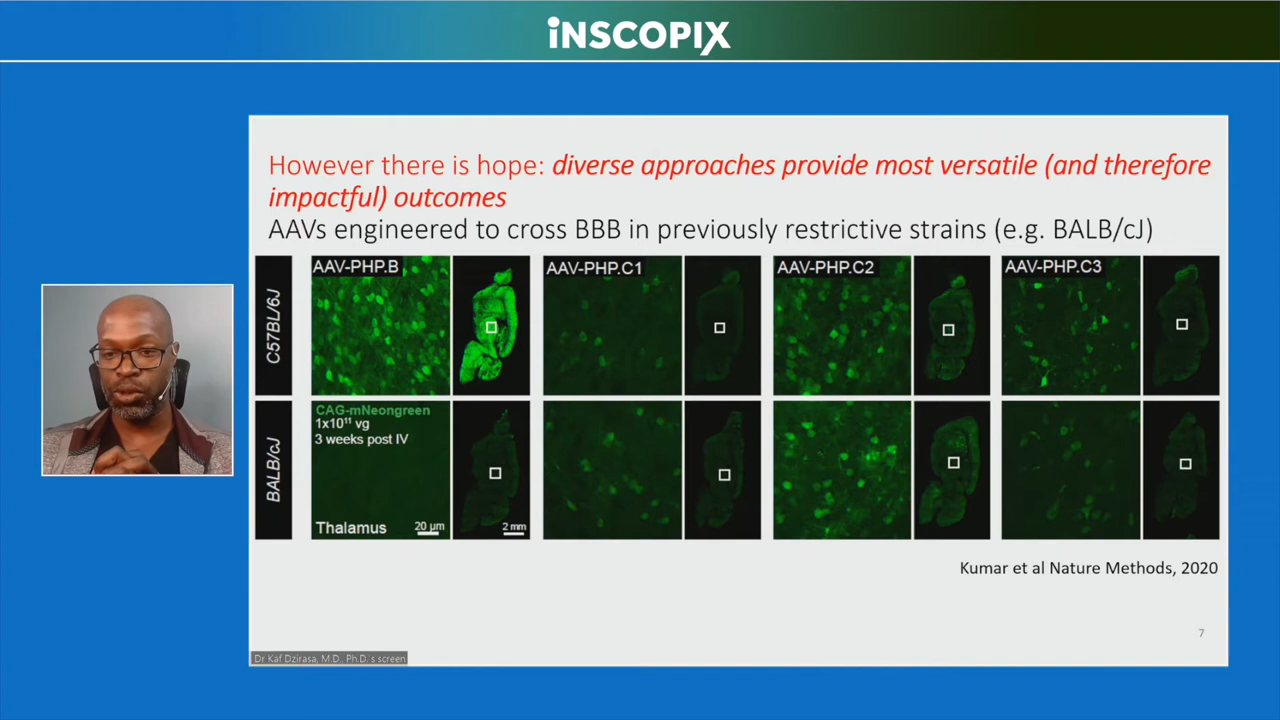 iNSCOPIX
However there is hope: diverse approaches provide most versatile (and therefore
impactful) outcomes
AAVs engineered to cross BBB in previously restrictive strains (e.g. BALB/cJ)
C57BL/6J
AAV-PHP.B
AAV-PHP.C1
AAV-PHP.C2
AAV-PHP.C3
BALB/cJ
CAG-mNeongreen
1x10¹¹ vg
3 weeks post IV
Thalamus
20 µm
2 mm
Kumar et al Nature Methods, 2020
7
Dr Kaf Dzirasa, M.D., Ph.D.'s screen